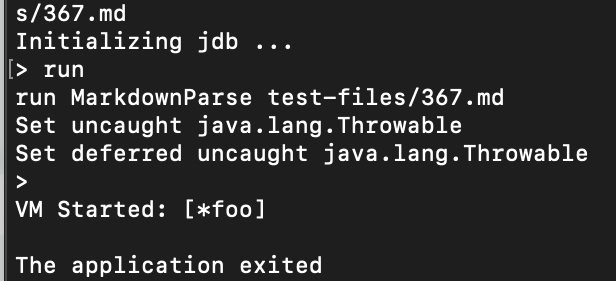 s/367.md
Initializing jdb ...
[> run
run MarkdownParse test-files/367.md
Set uncaught java.lang.Throwable
Set deferred uncaught java.lang.Throwable
>
VM Started: [*foo]
The application exited